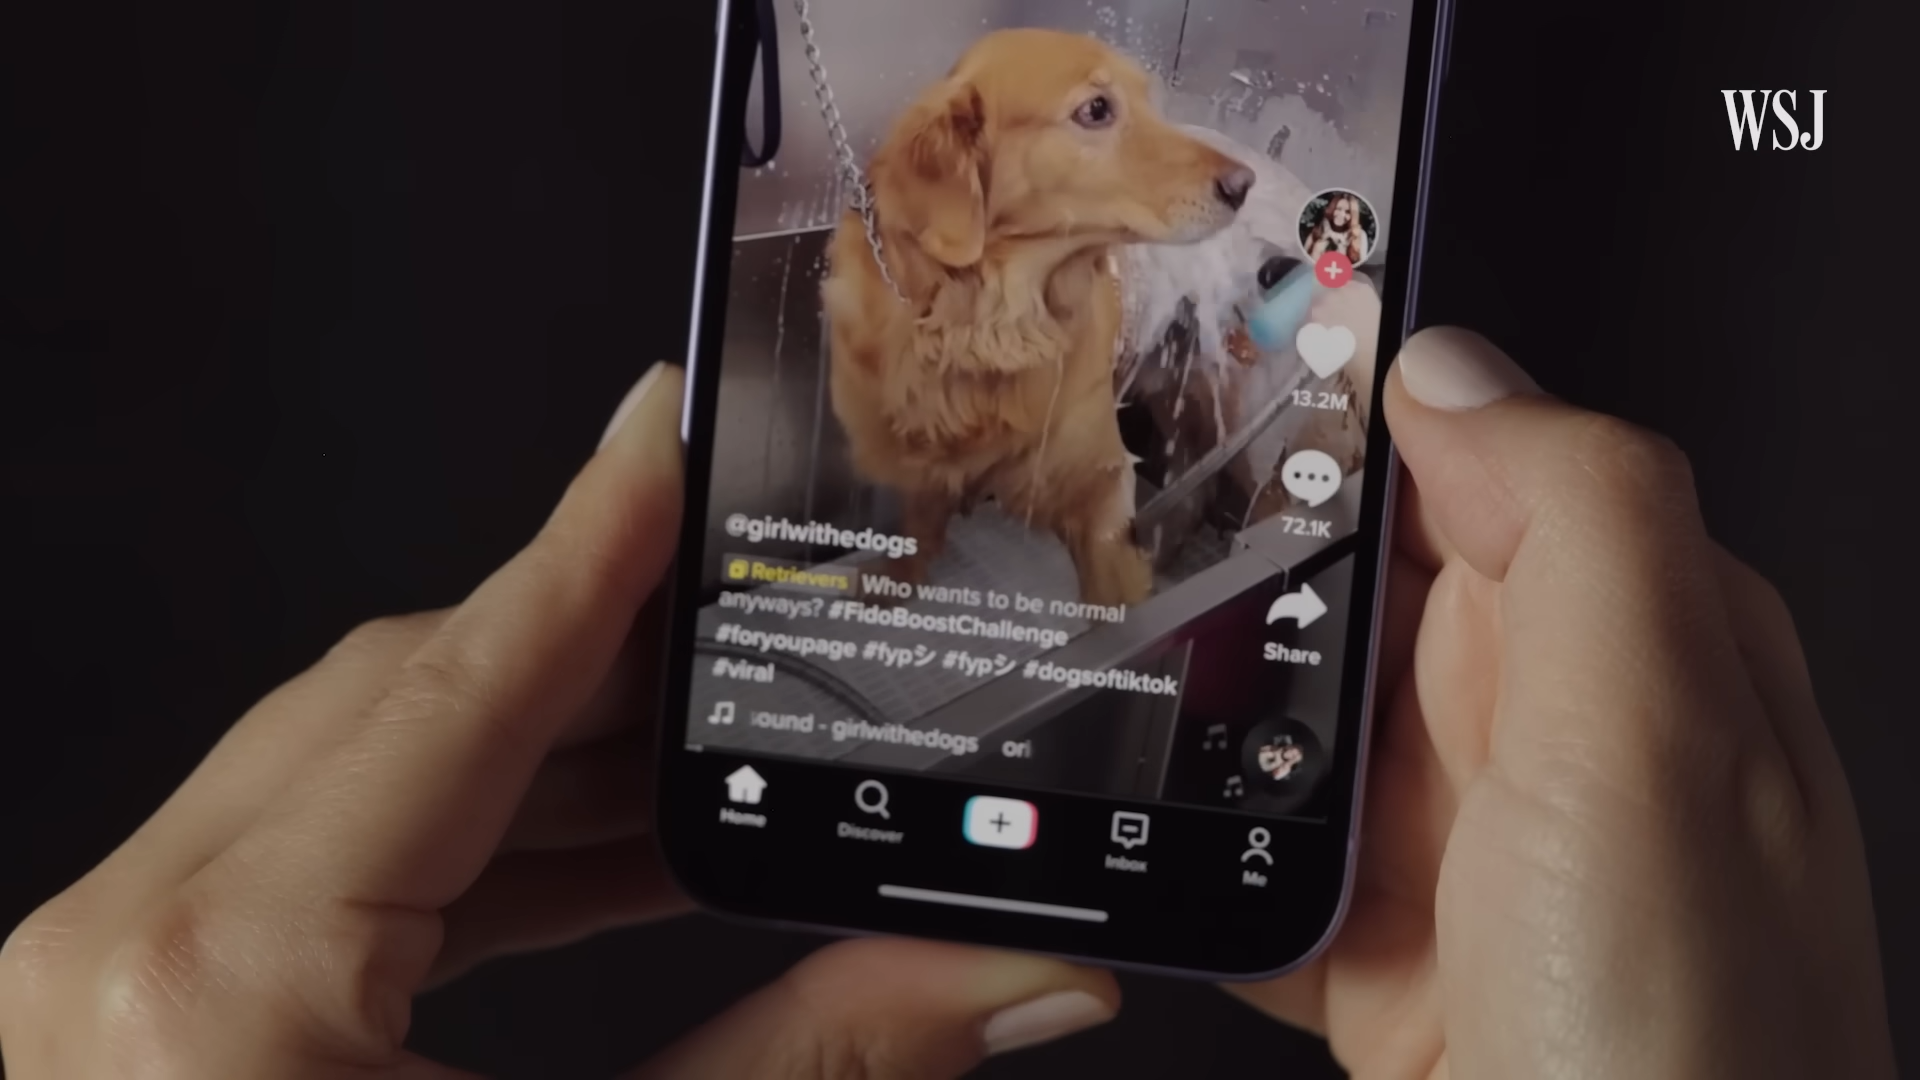 WSJ
13.2M
72.1K
@girlwithedogs
Retrievers Who wants to be normal
anyways? #FidoBoostChallenge
#foryoupage #fypシ #fypシ #dogsoftiktok
#viral
Share
ound - girlwithedogs ori
Home
Discover
Inbox
Me